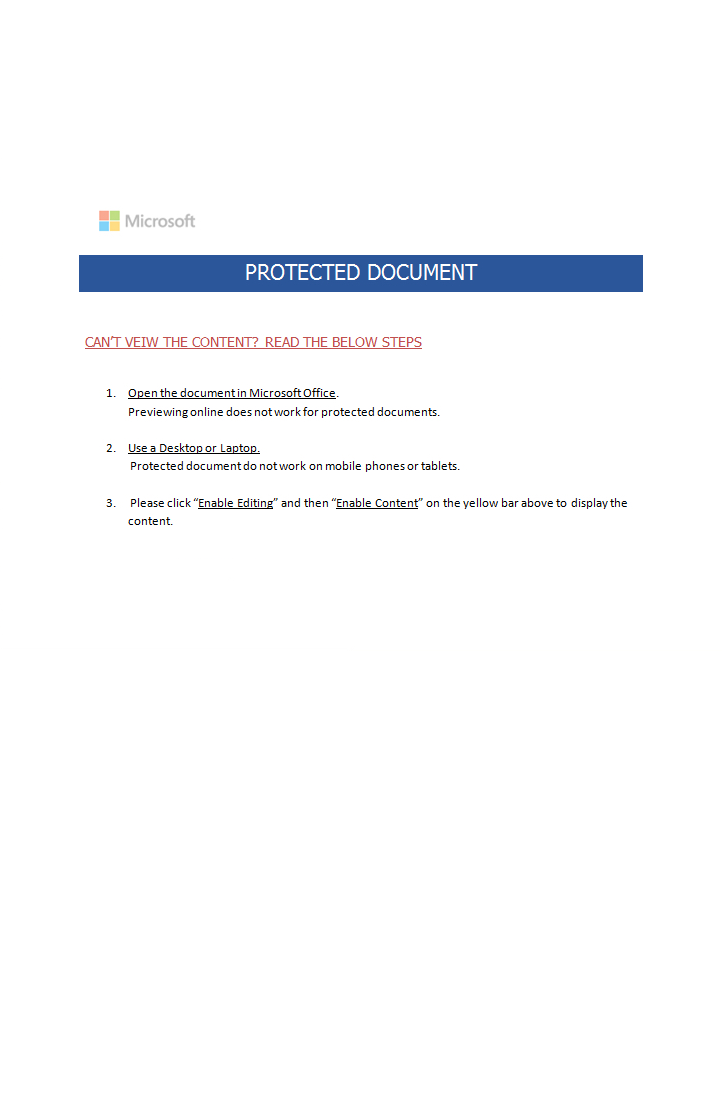 Microsoft
PROTECTED DOCUMENT
CAN'T VEIW THE CONTENT? READ THE BELOW STEPS
1. Open the document in Microsoft Office.
Previewing online does not work for protected documents.
2. Use a Desktop or Laptop.
Protected document do not work on mobile phones or tablets.
3. Please click “Enable Editing” and then “Enable Content” on the yellow bar above to display the
content.